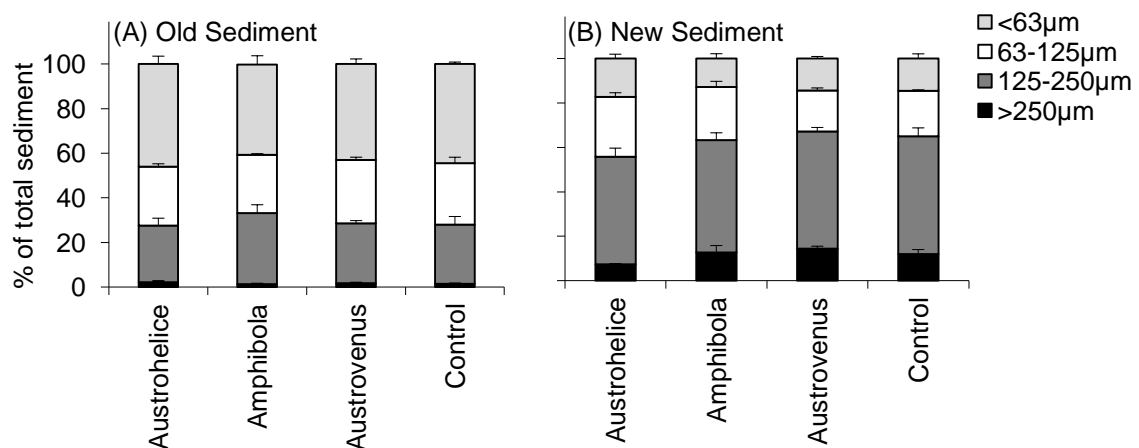 (A) Old Sediment
% of total sediment
100
80
60
40
20
0
Austrohelice
Amphibola
Austrovenus
Control
(B) New Sediment
Austrohelice
Amphibola
Austrovenus
Control
<63µm
63-125µm
125-250µm
>250µm